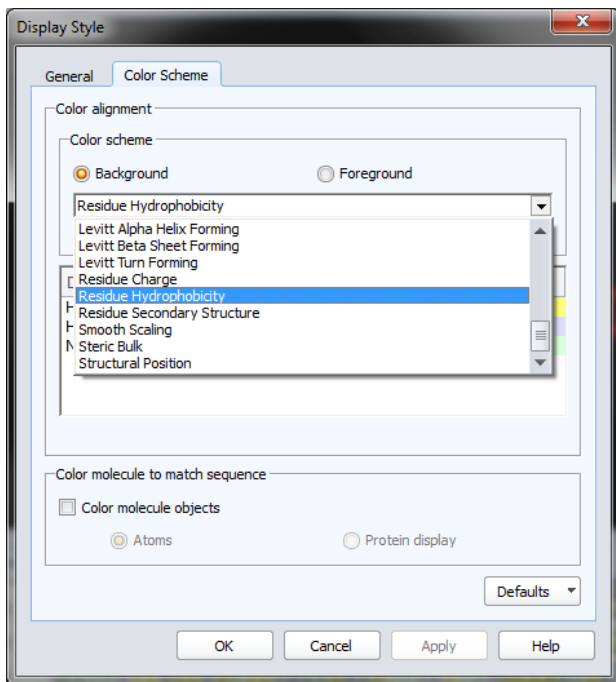 Display Style
General Color Scheme
Color alignment
Color scheme
Background Foreground
Residue Hydrophobicity
Levitt Alpha Helix Forming
Levitt Beta Sheet Forming
Levitt Turn Forming
Residue Charge
Residue Hydrophobicity
Residue Secondary Structure
Smooth Scaling
Steric Bulk
Structural Position
Color molecule to match sequence
Color molecule objects
Atoms Protein display
Defaults
OK Cancel Apply Help